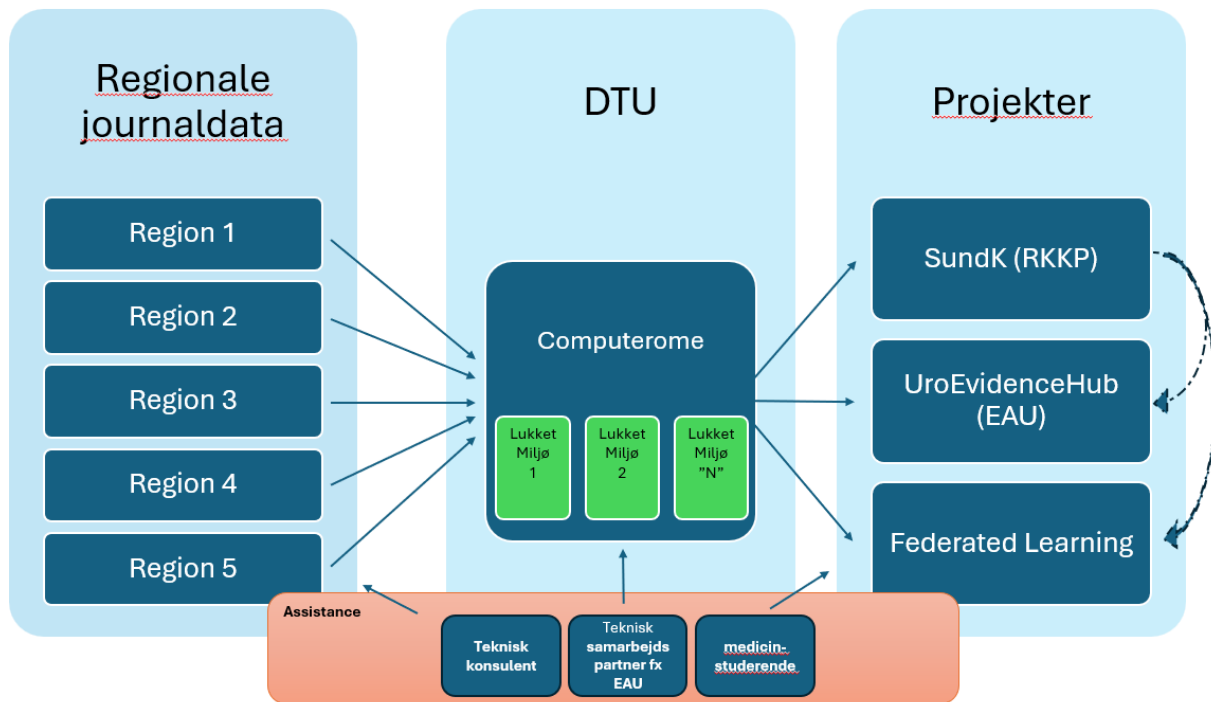 Regionale
journaldata
Region 1
Region 2
Region 3
Region 4
Region 5
DTU
Computerome
Lukket
Miljø
1
Lukket
Miljø
2
Lukket
Miljø
”N”
Projekter
SundK (RKKP)
UroEvidenceHub
(EAU)
Federated Learning
Assistance
Teknisk
konsulent
Teknisk
samarbejds
partner fx
EAU
medicin-
studerende